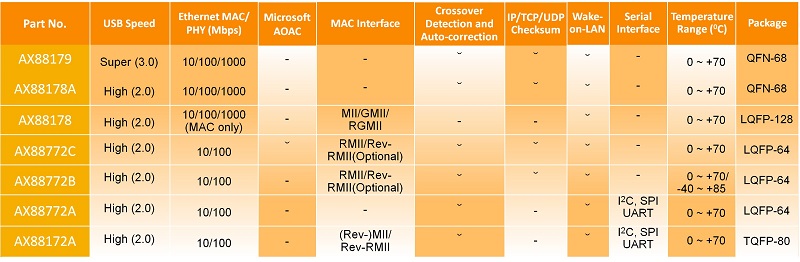 Part No. USB Speed Ethernet MAC/ PHY (Mbps) Microsoft AOAC MAC Interface Crossover Detection and Auto-correction IP/TCP/UDP Checksum Wake-on-LAN Serial Interface Temperature Range (⁰C) Package
AX88179 Super (3.0) 10/100/1000 - - ˇ ˇ ˇ - 0 ~ +70 QFN-68
AX88178A High (2.0) 10/100/1000 - - ˇ ˇ ˇ - 0 ~ +70 QFN-68
AX88178 High (2.0) 10/100/1000 (MAC only) - MII/GMII/ RGMII - - ˇ - 0 ~ +70 LQFP-128
AX88772C High (2.0) 10/100 ˇ RMII/Rev-RMII(Optional) ˇ ˇ ˇ - 0 ~ +70 LQFP-64
AX88772B High (2.0) 10/100 - RMII/Rev-RMII(Optional) ˇ ˇ ˇ - 0 ~ +70/ -40 ~ +85 LQFP-64
AX88772A High (2.0) 10/100 - - ˇ - ˇ I²C, SPI UART 0 ~ +70 LQFP-64
AX88172A High (2.0) 10/100 - (Rev-)MII/ Rev-RMII ˇ - ˇ I²C, SPI UART 0 ~ +70 TQFP-80